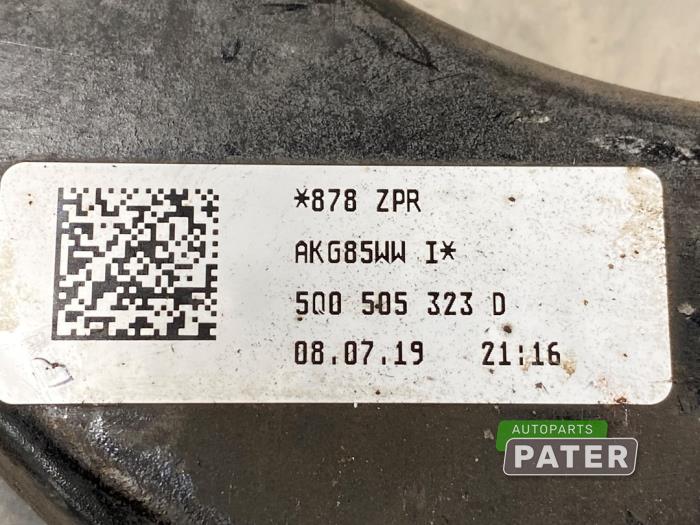 *878 ZPR
AKG85WW I*
5Q0 505 323 D
08.07.19 21:16
AUTOPARTS
PATER